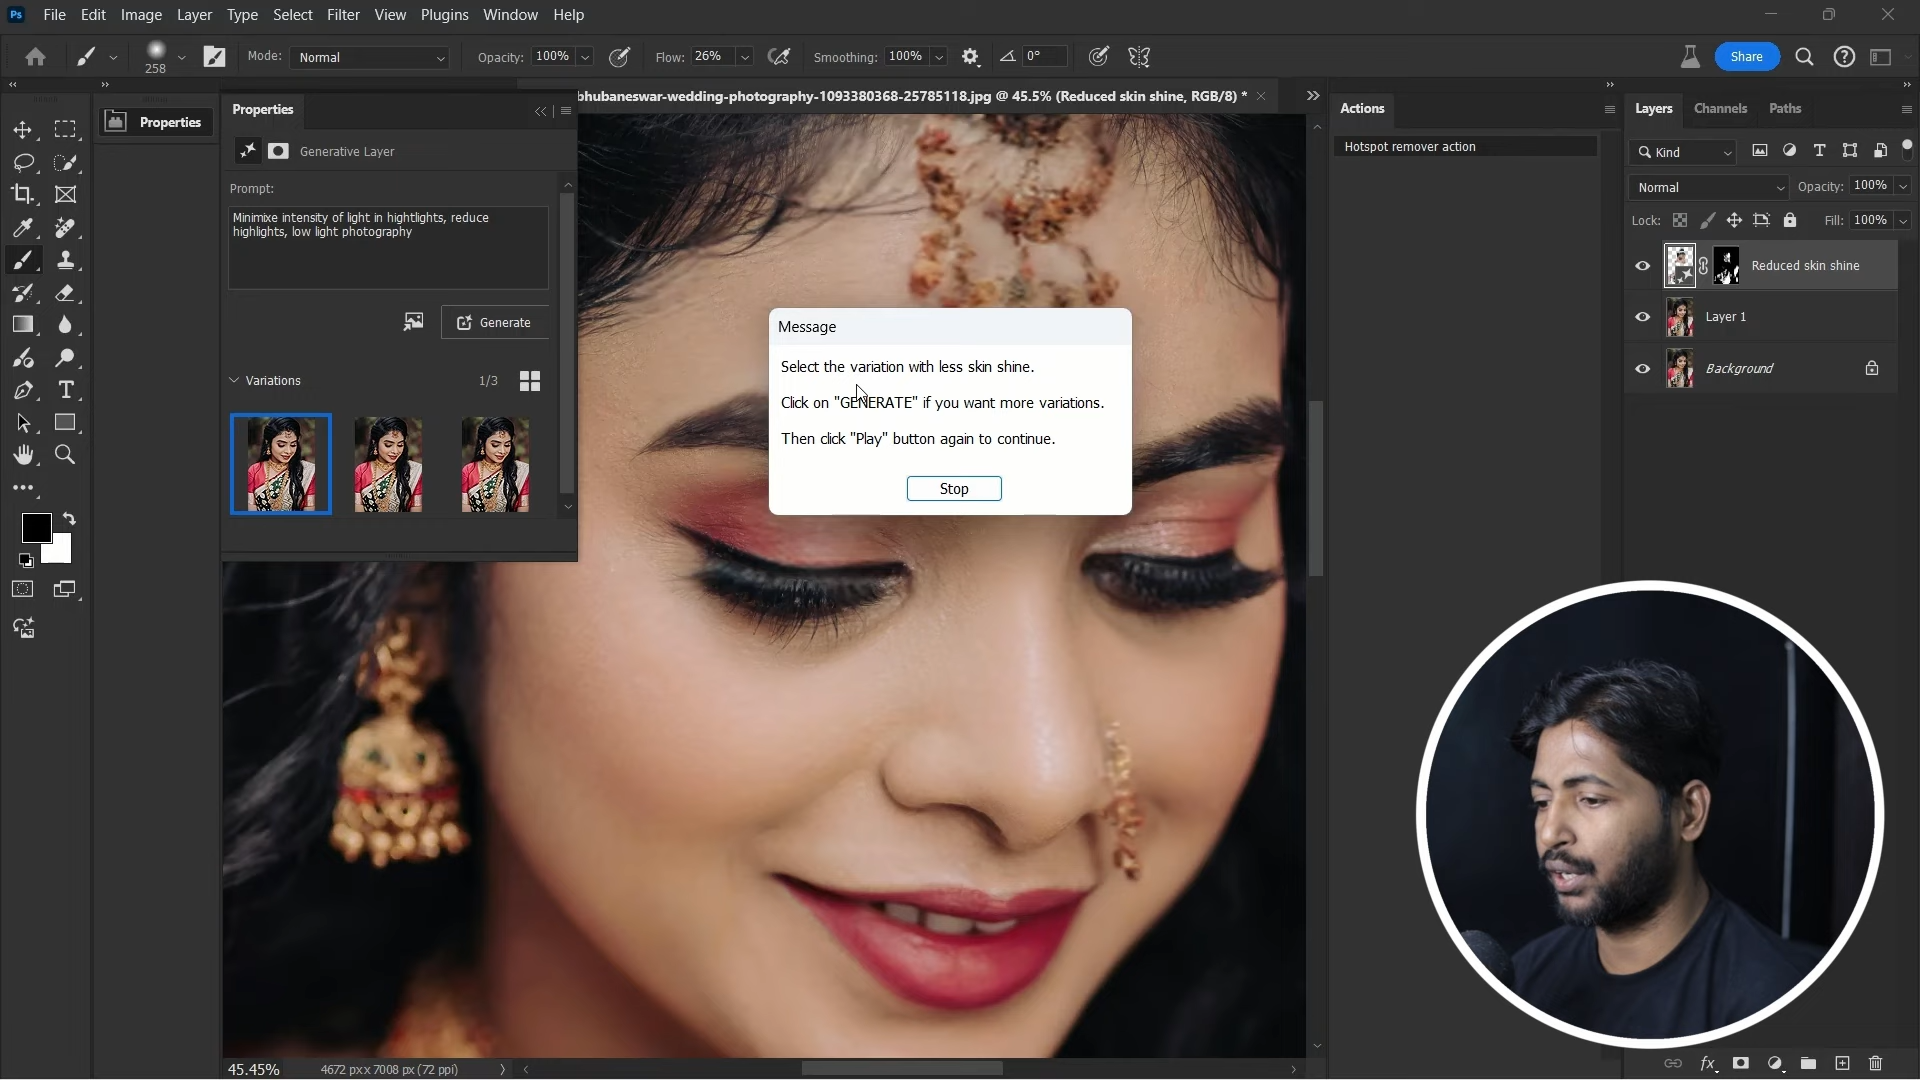 Ps File Edit Image Layer Type Select Filter View Plugins Window Help
258 Mode: Normal Opacity: 100% Flow: 26% Smoothing: 100% 0° Share
Properties
Properties
Generative Layer
Prompt:
Minimixe intensity of light in hightlights, reduce
highlights, low light photography
Generate
Variations 1/3
bhubaneswar-wedding-photography-1093380368-25785118.jpg @ 45.5% (Reduced skin shine, RGB/8) *
Message
Select the variation with less skin shine.
Click on "GENERATE" if you want more variations.
Then click "Play" button again to continue.
Stop
45.45% 4672 px x 7008 px (72 ppi)
Actions
Hotspot remover action
Layers Channels Paths
Kind
Normal Opacity: 100%
Lock: Fill: 100%
Reduced skin shine
Layer 1
Background
fx